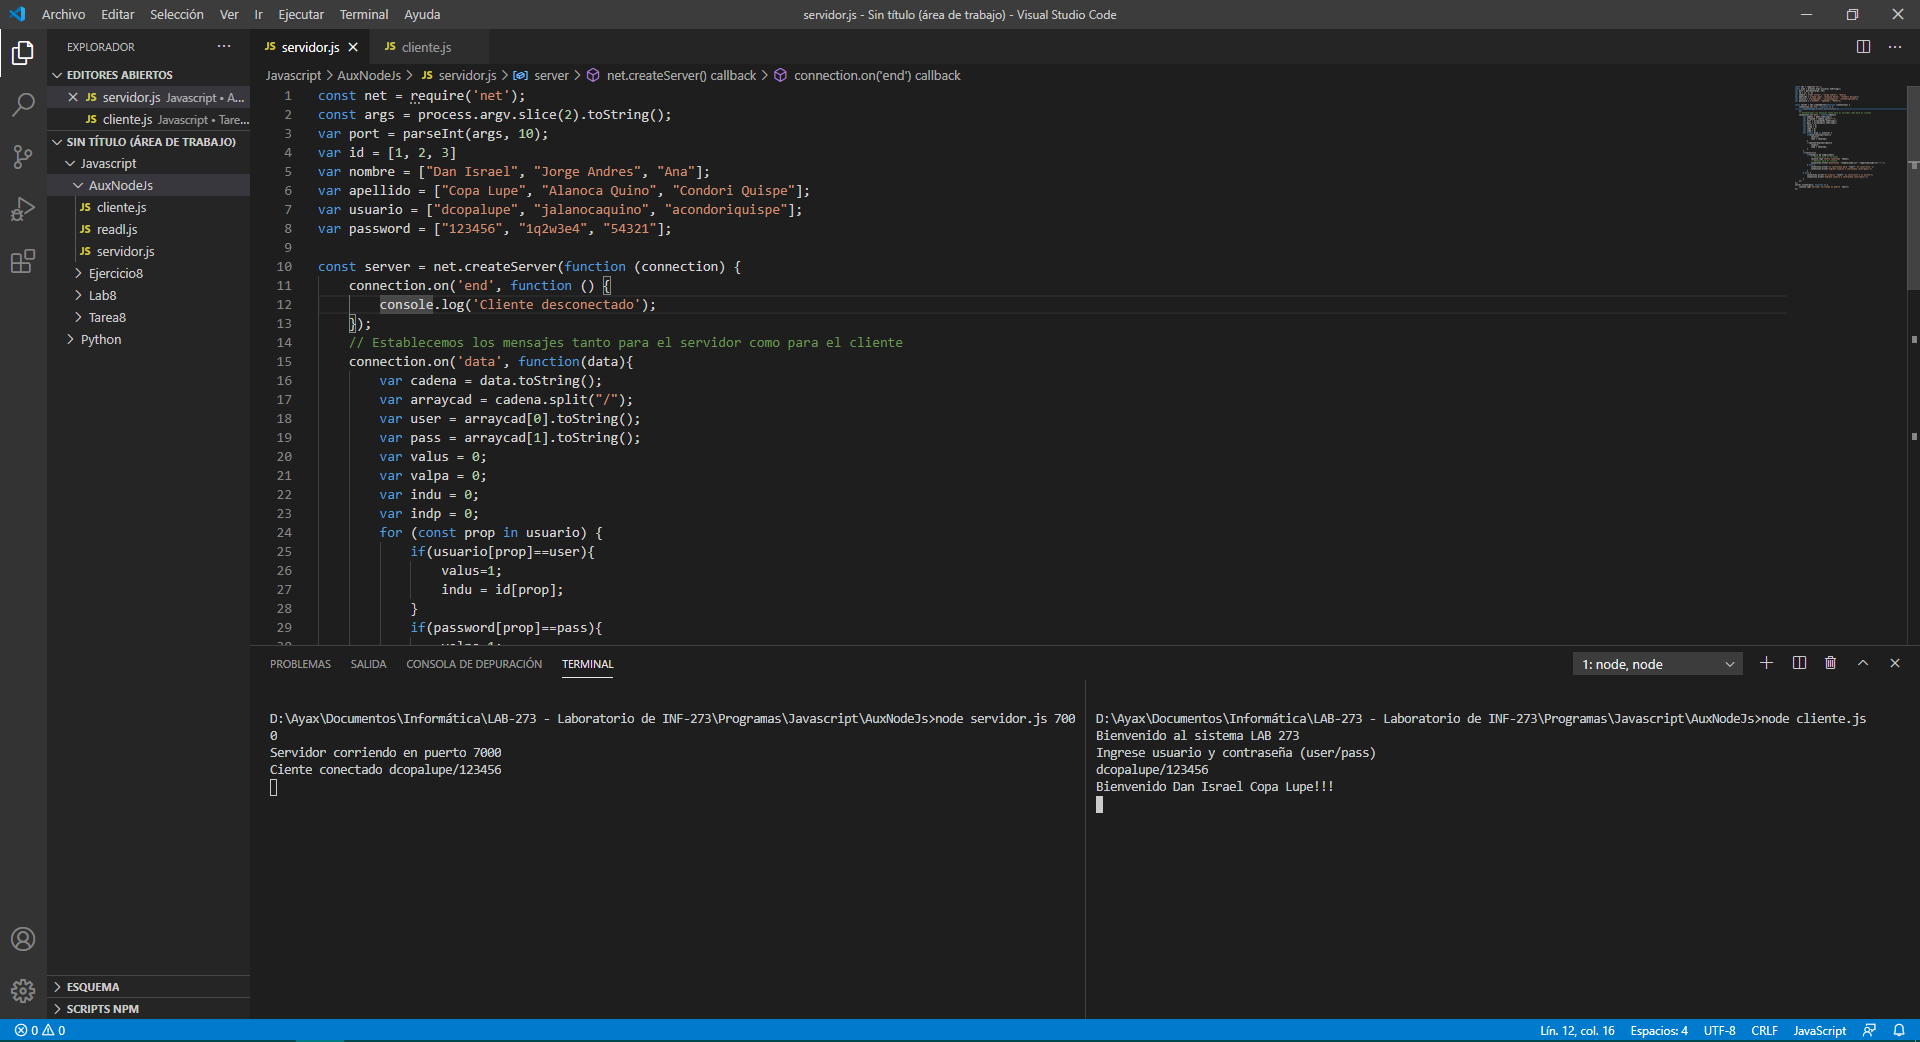 Archivo Editar Selección Ver Ir Ejecutar Terminal Ayuda
servidor.js - Sin título (área de trabajo) - Visual Studio Code
EXPLORADOR
EDITORES ABIERTOS
JS servidor.js Javascript • A...
JS cliente.js Javascript • Tare...
SIN TÍTULO (ÁREA DE TRABAJO)
Javascript
AuxNodeJs
JS cliente.js
JS readl.js
JS servidor.js
Ejercicio8
Lab8
Tarea8
Python
ESQUEMA
SCRIPTS NPM
JS servidor.js
JS cliente.js
Javascript > AuxNodeJs > JS servidor.js > server > net.createServer() callback > connection.on('end') callback
1 const net = require('net');
2 const args = process.argv.slice(2).toString();
3 var port = parseInt(args, 10);
4 var id = [1, 2, 3]
5 var nombre = ["Dan Israel", "Jorge Andres", "Ana"];
6 var apellido = ["Copa Lupe", "Alanoca Quino", "Condori Quispe"];
7 var usuario = ["dcopalupe", "jalanocaquino", "acondoriquispe"];
8 var password = ["123456", "1q2w3e4", "54321"];
9
10 const server = net.createServer(function (connection) {
11 connection.on('end', function () {
12 console.log('Cliente desconectado');
13 });
14 // Establecemos los mensajes tanto para el servidor como para el cliente
15 connection.on('data', function(data){
16 var cadena = data.toString();
17 var arraycad = cadena.split("/");
18 var user = arraycad[0].toString();
19 var pass = arraycad[1].toString();
20 var valus = 0;
21 var valpa = 0;
22 var indu = 0;
23 var indp = 0;
24 for (const prop in usuario) {
25 if(usuario[prop]==user){
26 valus=1;
27 indu = id[prop];
28 }
29 if(password[prop]==pass){
PROBLEMAS SALIDA CONSOLA DE DEPURACIÓN TERMINAL
1: node, node
D:\Ayax\Documentos\Informática\LAB-273 - Laboratorio de INF-273\Programas\Javascript\AuxNodeJs>node servidor.js 700
0
Servidor corriendo en puerto 7000
Ciente conectado dcopalupe/123456
D:\Ayax\Documentos\Informática\LAB-273 - Laboratorio de INF-273\Programas\Javascript\AuxNodeJs>node cliente.js
Bienvenido al sistema LAB 273
Ingrese usuario y contraseña (user/pass)
dcopalupe/123456
Bienvenido Dan Israel Copa Lupe!!!
0 0
Lín. 12, col. 16 Espacios: 4 UTF-8 CRLF JavaScript